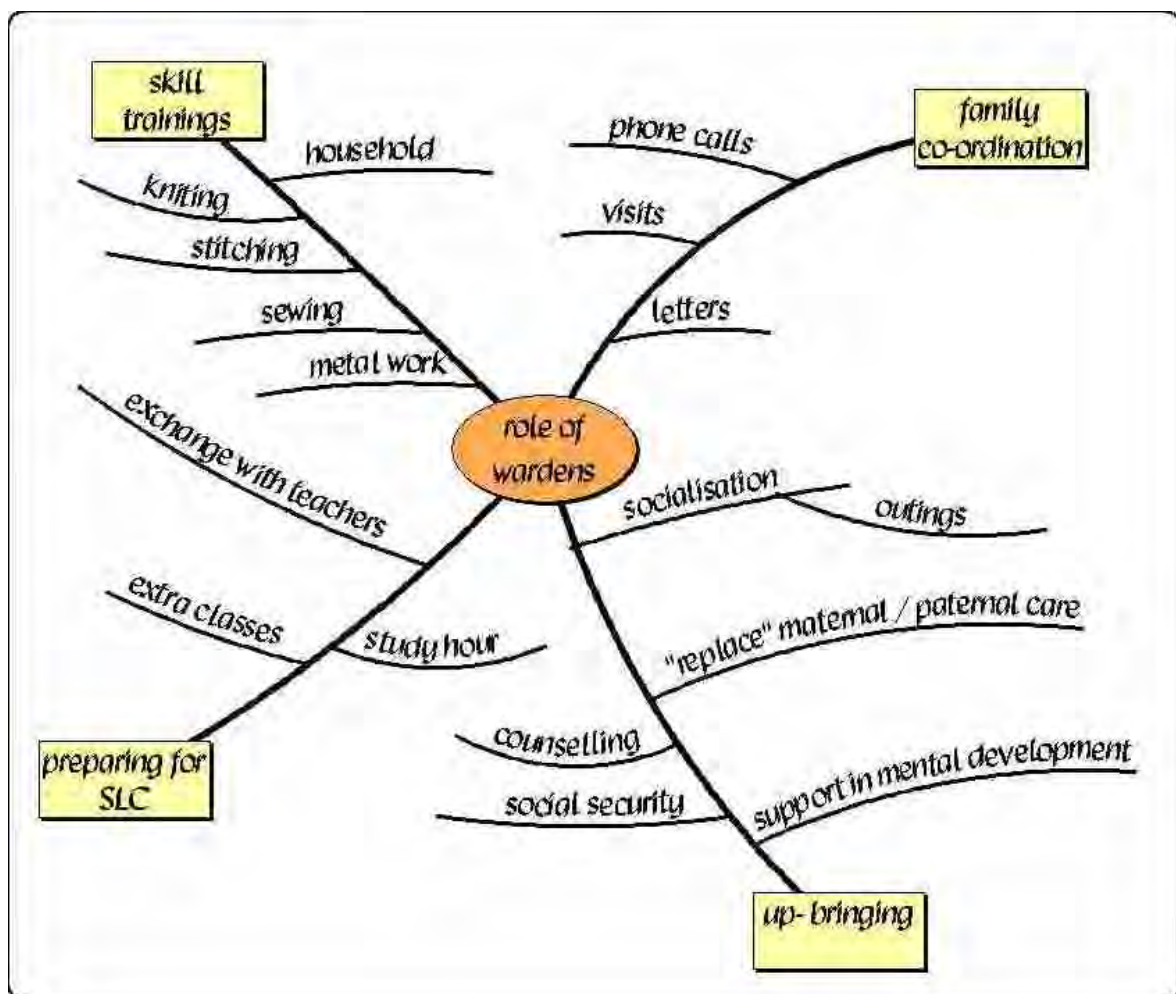 skill
trainings
household
kniting
stitching
sewing
metal work
phone calls
family
co-ordination
visits
letters
role of
wardens
exchange with teachers
extra classes
study hour
preparing for
SLC
socialisation
outings
"replace" maternal / paternal care
counselling
social security
support in mental development
up- bringing